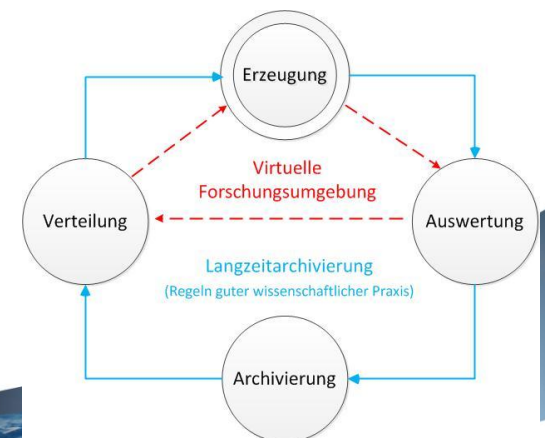 Erzeugung
Virtuelle
Forschungsumgebung
Verteilung
Auswertung
Langzeitarchivierung
(Regeln guter wissenschaftlicher Praxis)
Archivierung